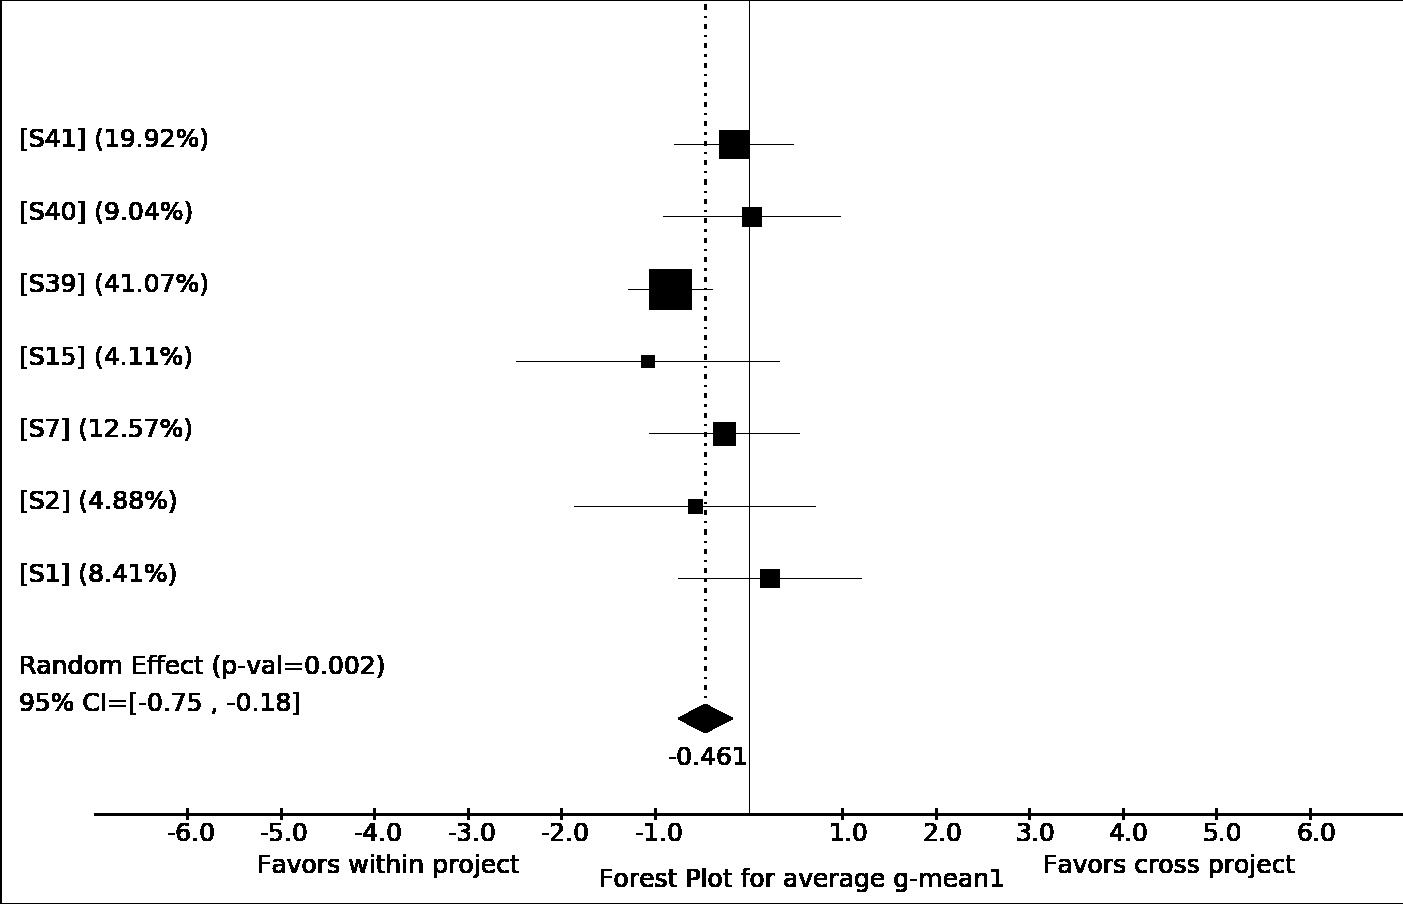 [S41] (19.92%)
[S40] (9.04%)
[S39] (41.07%)
[S15] (4.11%)
[S7] (12.57%)
[S2] (4.88%)
[S1] (8.41%)
Random Effect (p-val=0.002)
95% CI=[-0.75 , -0.18]
-0.461
-6.0 -5.0 -4.0 -3.0 -2.0 -1.0 1.0 2.0 3.0 4.0 5.0 6.0
Favors within project Favors cross project
Forest Plot for average g-mean1